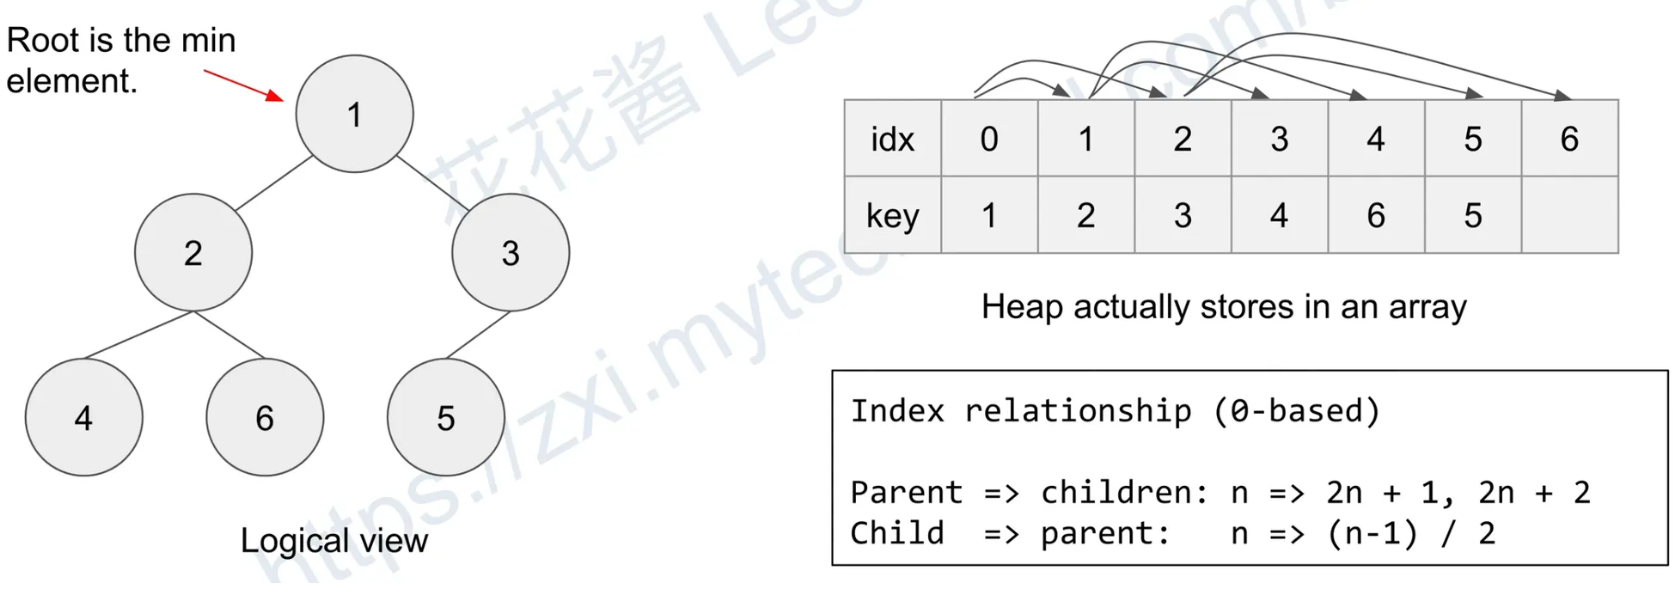 Root is the min
element.
1
2
3
4
6
5
Logical view
idx 0 1 2 3 4 5 6
key 1 2 3 4 6 5
Heap actually stores in an array
Index relationship (0-based)
Parent => children: n => 2n + 1, 2n + 2
Child => parent: n => (n-1) / 2
花花酱 Lee
https://zxi.mytec
l.com/